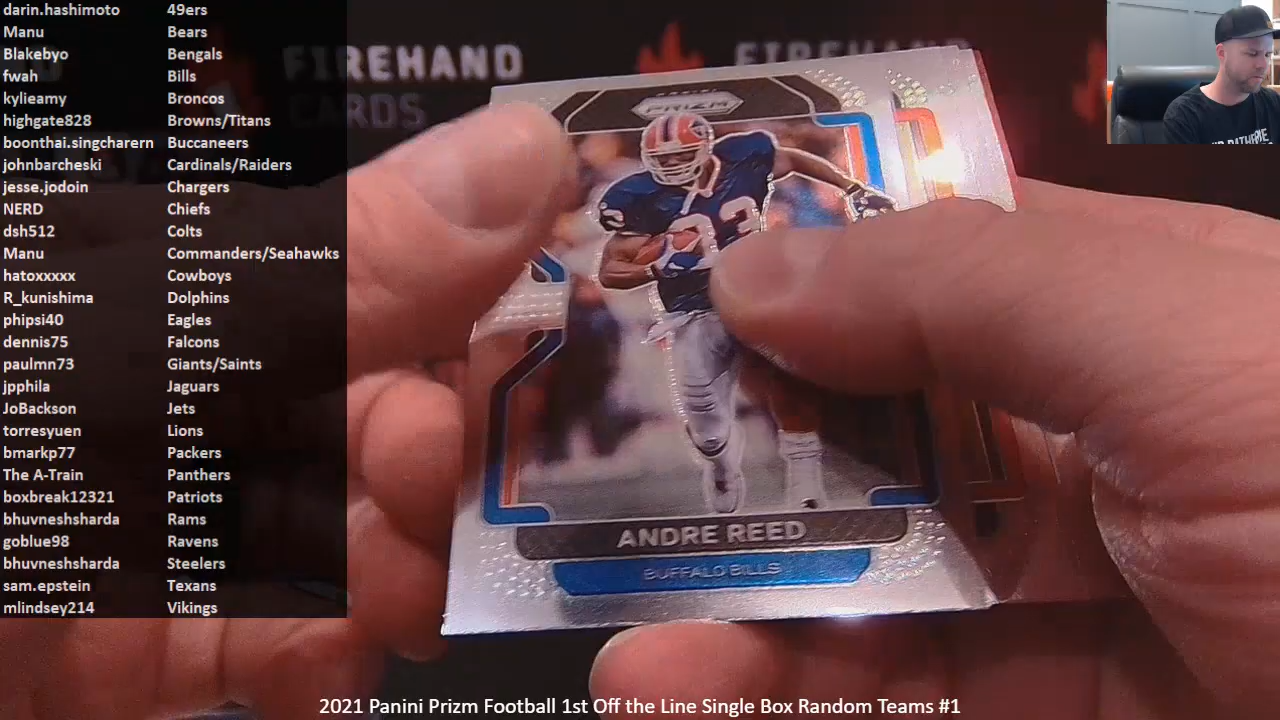 darin.hashimoto 49ers
Manu Bears
Blakebyo Bengals
fwah Bills
kylieamy Broncos
highgate828 Browns/Titans
boonthai.singcharern Buccaneers
johnbarcheski Cardinals/Raiders
jesse.jodoin Chargers
NERD Chiefs
dsh512 Colts
Manu Commanders/Seahawks
hatoxxxxx Cowboys
R_kunishima Dolphins
phipsi40 Eagles
dennis75 Falcons
paulmn73 Giants/Saints
jpphila Jaguars
JoBackson Jets
torresyuen Lions
bmarkp77 Packers
The A-Train Panthers
boxbreak12321 Patriots
bhuvneshsharda Rams
goblue98 Ravens
bhuvneshsharda Steelers
sam.epstein Texans
mlindsey214 Vikings
FIREHAND
CARDS
FIREHAND
PRIZM
83
ANDRE REED
BUFFALO BILLS
2021 Panini Prizm Football 1st Off the Line Single Box Random Teams #1